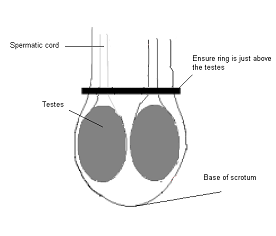 Spermatic cord
Ensure ring is just above
the testes
Testes
Base of scrotum